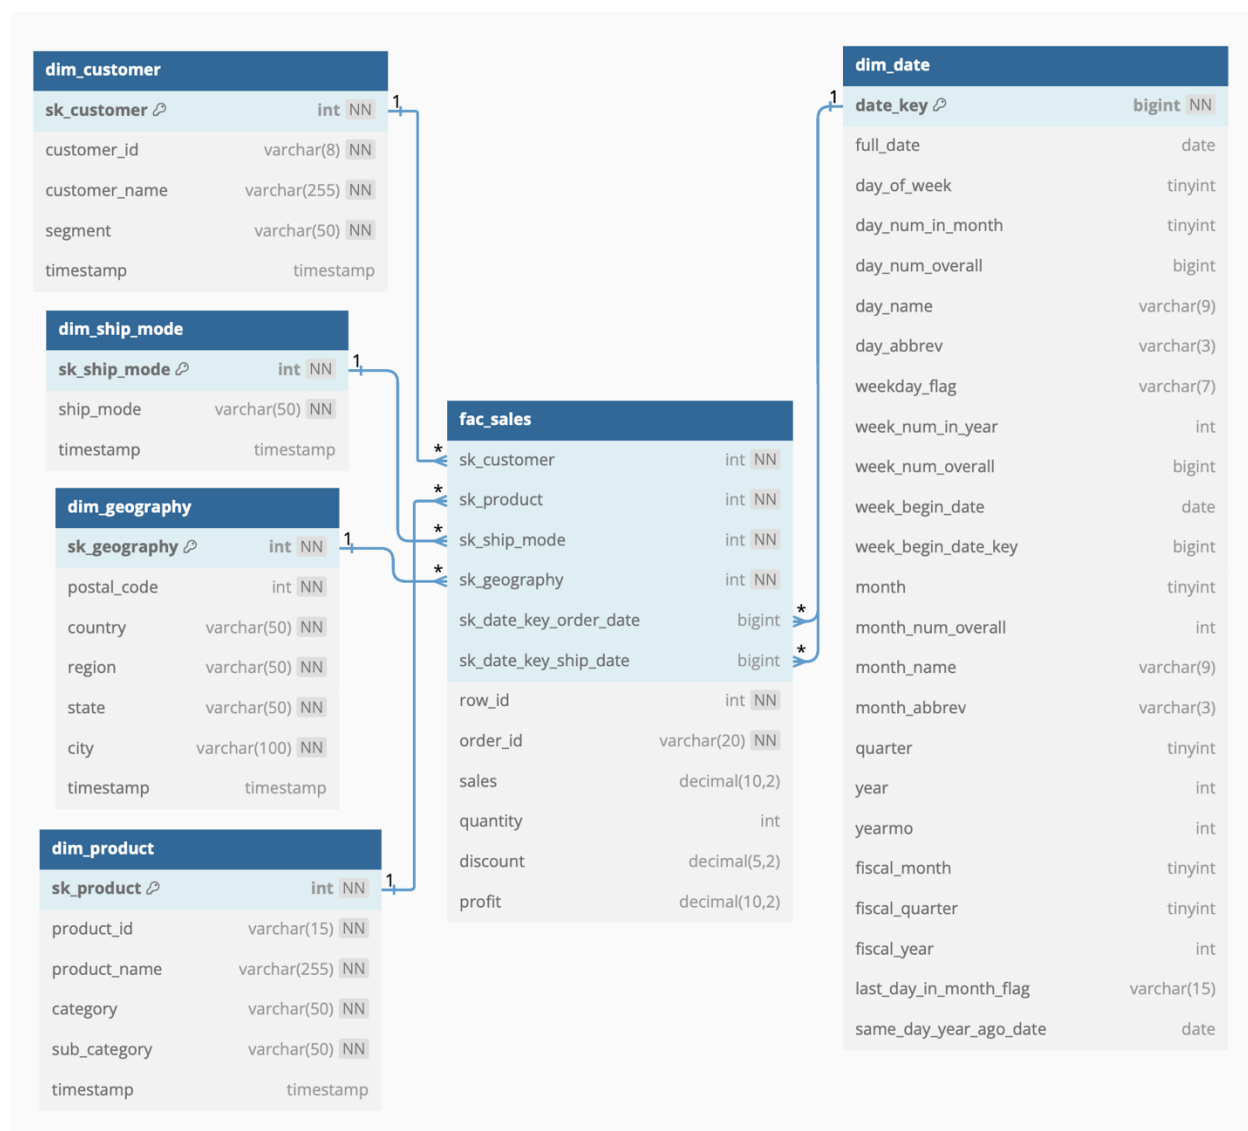 dim_customer
sk_customer int NN
customer_id varchar(8) NN
customer_name varchar(255) NN
segment varchar(50) NN
timestamp timestamp
1
dim_ship_mode
sk_ship_mode int NN
ship_mode varchar(50) NN
timestamp timestamp
1
dim_geography
sk_geography int NN
postal_code int NN
country varchar(50) NN
region varchar(50) NN
state varchar(50) NN
city varchar(100) NN
timestamp timestamp
1
dim_product
sk_product int NN
product_id varchar(15) NN
product_name varchar(255) NN
category varchar(50) NN
sub_category varchar(50) NN
timestamp timestamp
1
fac_sales
* sk_customer int NN
* sk_product int NN
* sk_ship_mode int NN
* sk_geography int NN
sk_date_key_order_date bigint *
sk_date_key_ship_date bigint *
row_id int NN
order_id varchar(20) NN
sales decimal(10,2)
quantity int
discount decimal(5,2)
profit decimal(10,2)
dim_date
1 date_key bigint NN
full_date date
day_of_week tinyint
day_num_in_month tinyint
day_num_overall bigint
day_name varchar(9)
day_abbrev varchar(3)
weekday_flag varchar(7)
week_num_in_year int
week_num_overall bigint
week_begin_date date
week_begin_date_key bigint
month tinyint
month_num_overall int
month_name varchar(9)
month_abbrev varchar(3)
quarter tinyint
year int
yearmo int
fiscal_month tinyint
fiscal_quarter tinyint
fiscal_year int
last_day_in_month_flag varchar(15)
same_day_year_ago_date date